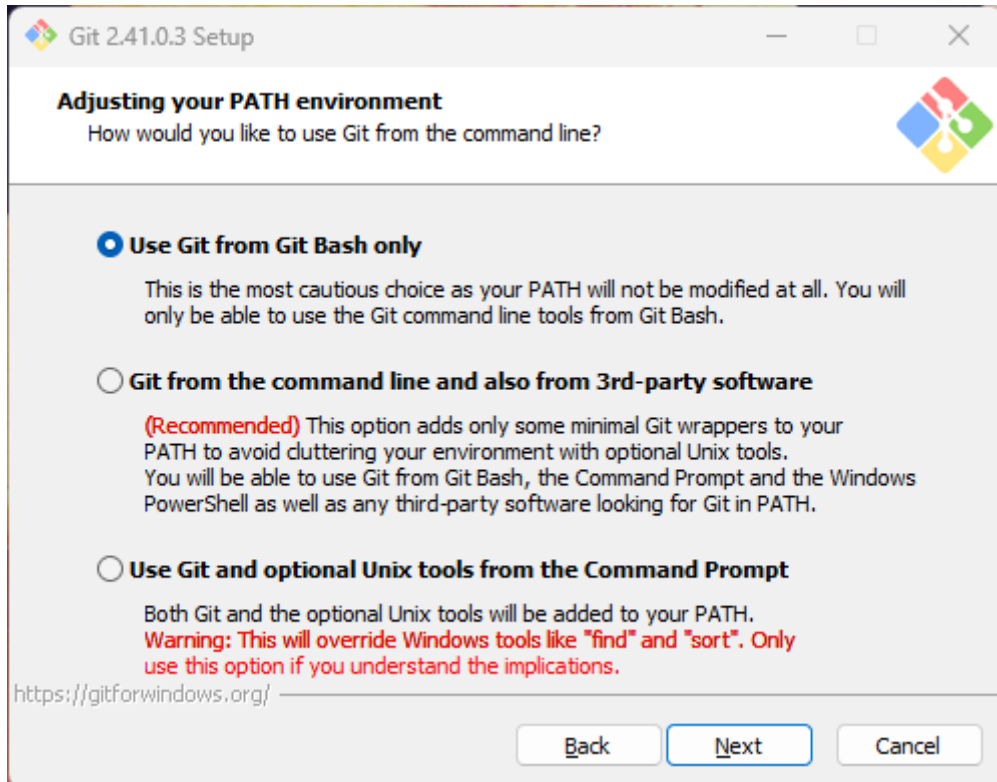 Git 2.41.0.3 Setup
Adjusting your PATH environment
How would you like to use Git from the command line?
Use Git from Git Bash only
This is the most cautious choice as your PATH will not be modified at all. You will
only be able to use the Git command line tools from Git Bash.
Git from the command line and also from 3rd-party software
(Recommended) This option adds only some minimal Git wrappers to your
PATH to avoid cluttering your environment with optional Unix tools.
You will be able to use Git from Git Bash, the Command Prompt and the Windows
PowerShell as well as any third-party software looking for Git in PATH.
Use Git and optional Unix tools from the Command Prompt
Both Git and the optional Unix tools will be added to your PATH.
Warning: This will override Windows tools like "find" and "sort". Only
use this option if you understand the implications.
https://gitforwindows.org/
Back Next Cancel